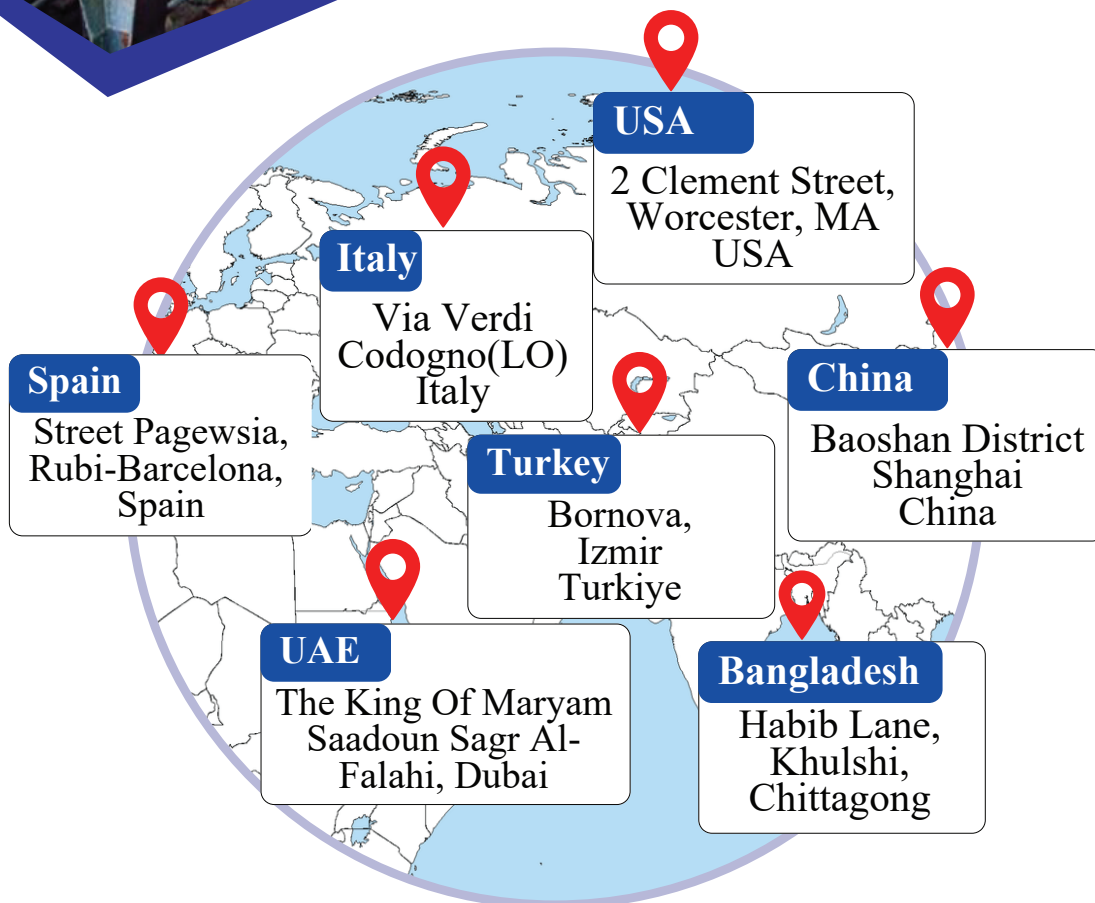 USA
2 Clement Street,
Worcester, MA
USA
Italy
Via Verdi
Codogno(LO)
Italy
Spain
Street Pagewsia,
Rubi-Barcelona,
Spain
China
Baoshan District
Shanghai
China
Turkey
Bornova,
Izmir
Turkiye
UAE
The King Of Maryam
Saadoun Sagr Al-
Falahi, Dubai
Bangladesh
Habib Lane,
Khulshi,
Chittagong